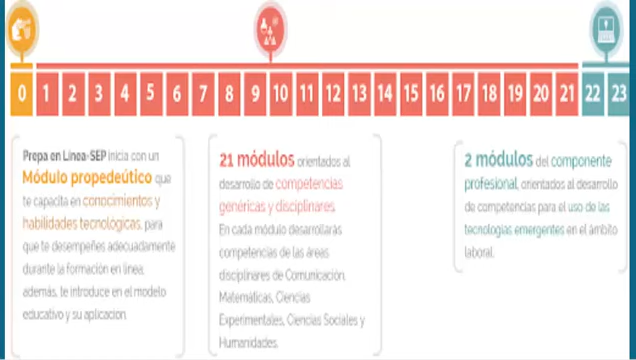 0 1 2 3 4 5 6 7 8 9 10 11 12 13 14 15 16 17 18 19 20 21 22 23
Prepa en Línea-SEP inicia con un
Módulo propedeútico que
te capacita en conocimientos y
habilidades tecnológicas, para
que te desempeñes adecuadamente
durante la formación en línea;
además, te introduce en el modelo
educativo y su aplicacion.
21 módulos orientados al
desarrollo de competencias
genéricas y disciplinares.
En cada módulo desarrollarás
competencias de las áreas
disciplinares de Comunicación,
Matemáticas, Ciencias
Experimentales, Ciencias Sociales y
Humanidades.
2 módulos del componente
profesional, orientados al desarrollo
de competencias para el uso de las
tecnologías emergentes en el ámbito
laboral.